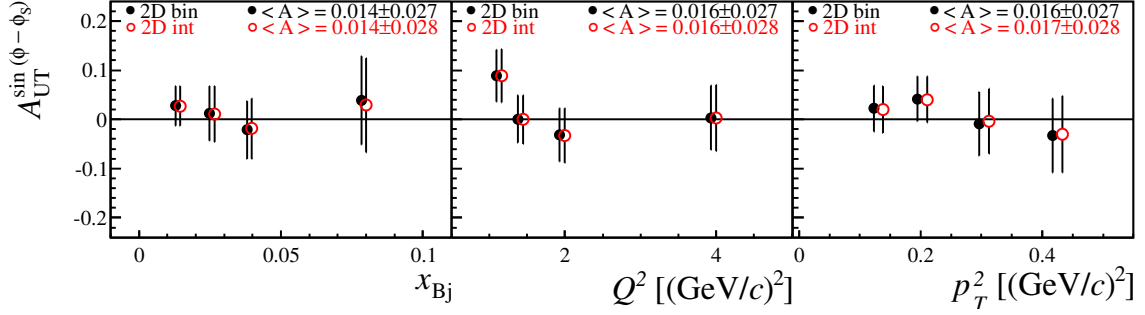 A_UT^sin (ϕ − ϕ_S)
0.2
0.1
0
-0.1
-0.2
2D bin < A > = 0.014±0.027
2D int < A > = 0.014±0.028
2D bin < A > = 0.016±0.027
2D int < A > = 0.016±0.028
2D bin < A > = 0.016±0.027
2D int < A > = 0.017±0.028
0 0.05 0.1
x_Bj
2 4
Q² [(GeV/c)²]
0 0.2 0.4
p_T² [(GeV/c)²]